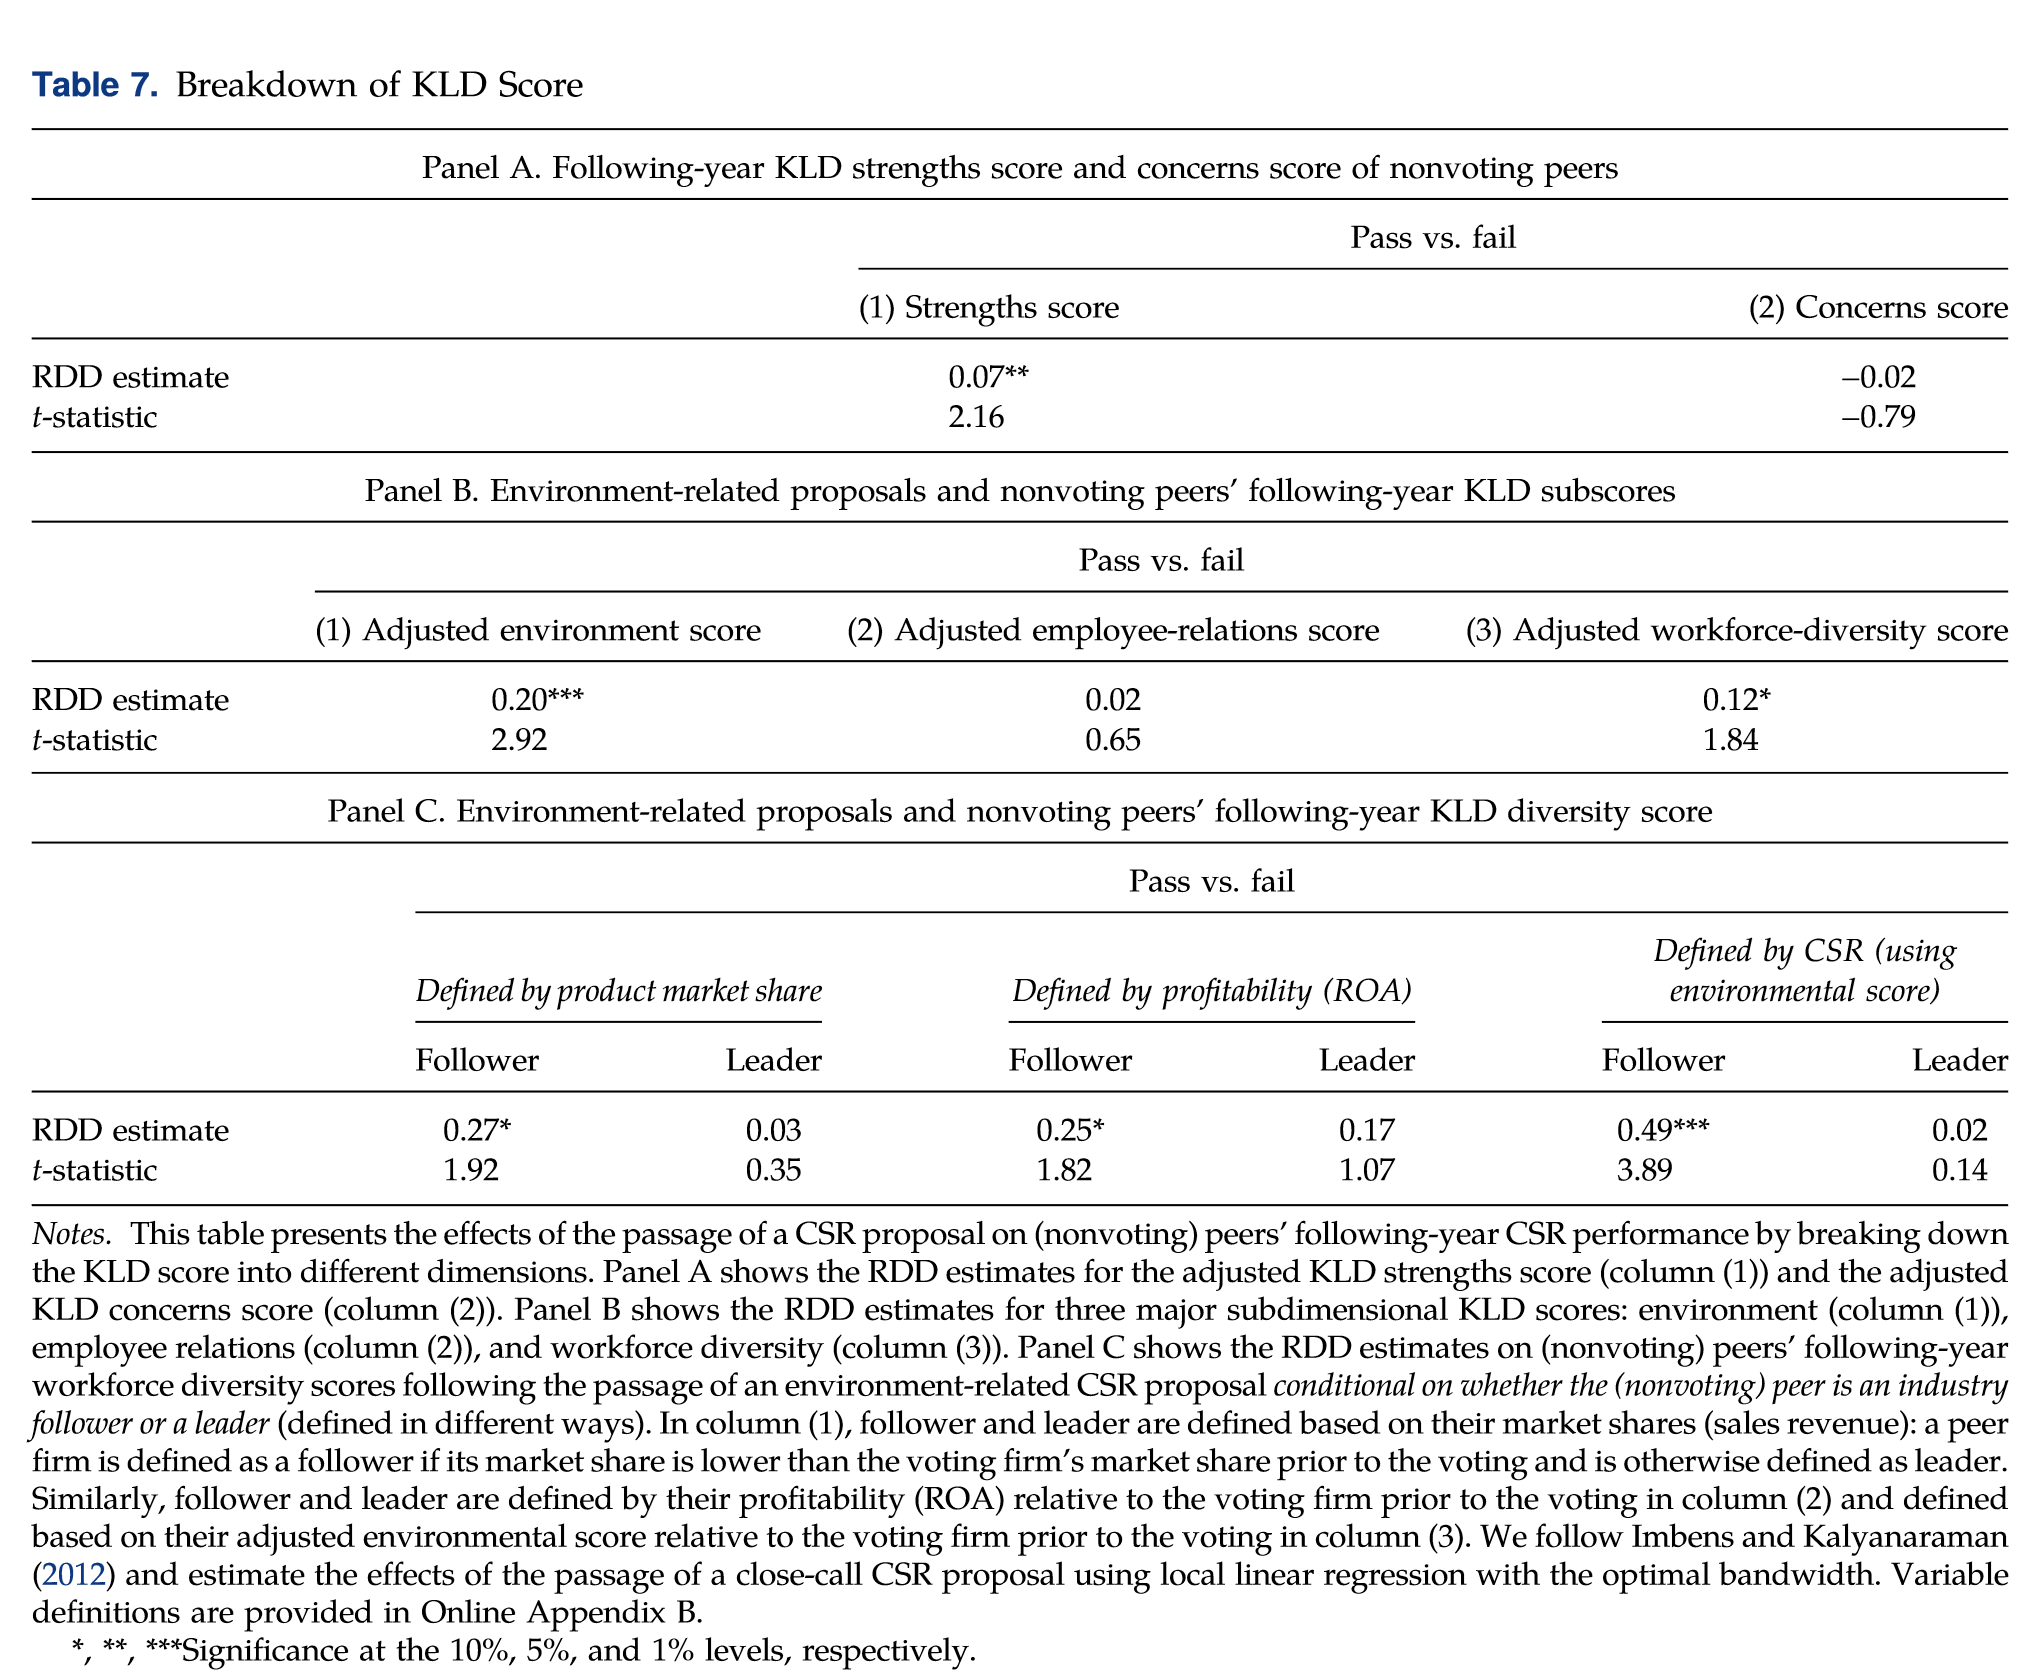 Table 7. Breakdown of KLD Score
Panel A. Following-year KLD strengths score and concerns score of nonvoting peers
Pass vs. fail
(1) Strengths score (2) Concerns score
RDD estimate 0.07** –0.02
t-statistic 2.16 –0.79
Panel B. Environment-related proposals and nonvoting peers’ following-year KLD subscores
Pass vs. fail
(1) Adjusted environment score (2) Adjusted employee-relations score (3) Adjusted workforce-diversity score
RDD estimate 0.20*** 0.02 0.12*
t-statistic 2.92 0.65 1.84
Panel C. Environment-related proposals and nonvoting peers’ following-year KLD diversity score
Pass vs. fail
Defined by product market share Defined by profitability (ROA) Defined by CSR (using
environmental score)
Follower Leader Follower Leader Follower Leader
RDD estimate 0.27* 0.03 0.25* 0.17 0.49*** 0.02
t-statistic 1.92 0.35 1.82 1.07 3.89 0.14
Notes. This table presents the effects of the passage of a CSR proposal on (nonvoting) peers’ following-year CSR performance by breaking down
the KLD score into different dimensions. Panel A shows the RDD estimates for the adjusted KLD strengths score (column (1)) and the adjusted
KLD concerns score (column (2)). Panel B shows the RDD estimates for three major subdimensional KLD scores: environment (column (1)),
employee relations (column (2)), and workforce diversity (column (3)). Panel C shows the RDD estimates on (nonvoting) peers’ following-year
workforce diversity scores following the passage of an environment-related CSR proposal conditional on whether the (nonvoting) peer is an industry
follower or a leader (defined in different ways). In column (1), follower and leader are defined based on their market shares (sales revenue): a peer
firm is defined as a follower if its market share is lower than the voting firm’s market share prior to the voting and is otherwise defined as leader.
Similarly, follower and leader are defined by their profitability (ROA) relative to the voting firm prior to the voting in column (2) and defined
based on their adjusted environmental score relative to the voting firm prior to the voting in column (3). We follow Imbens and Kalyanaraman
(2012) and estimate the effects of the passage of a close-call CSR proposal using local linear regression with the optimal bandwidth. Variable
definitions are provided in Online Appendix B.
*, **, ***Significance at the 10%, 5%, and 1% levels, respectively.